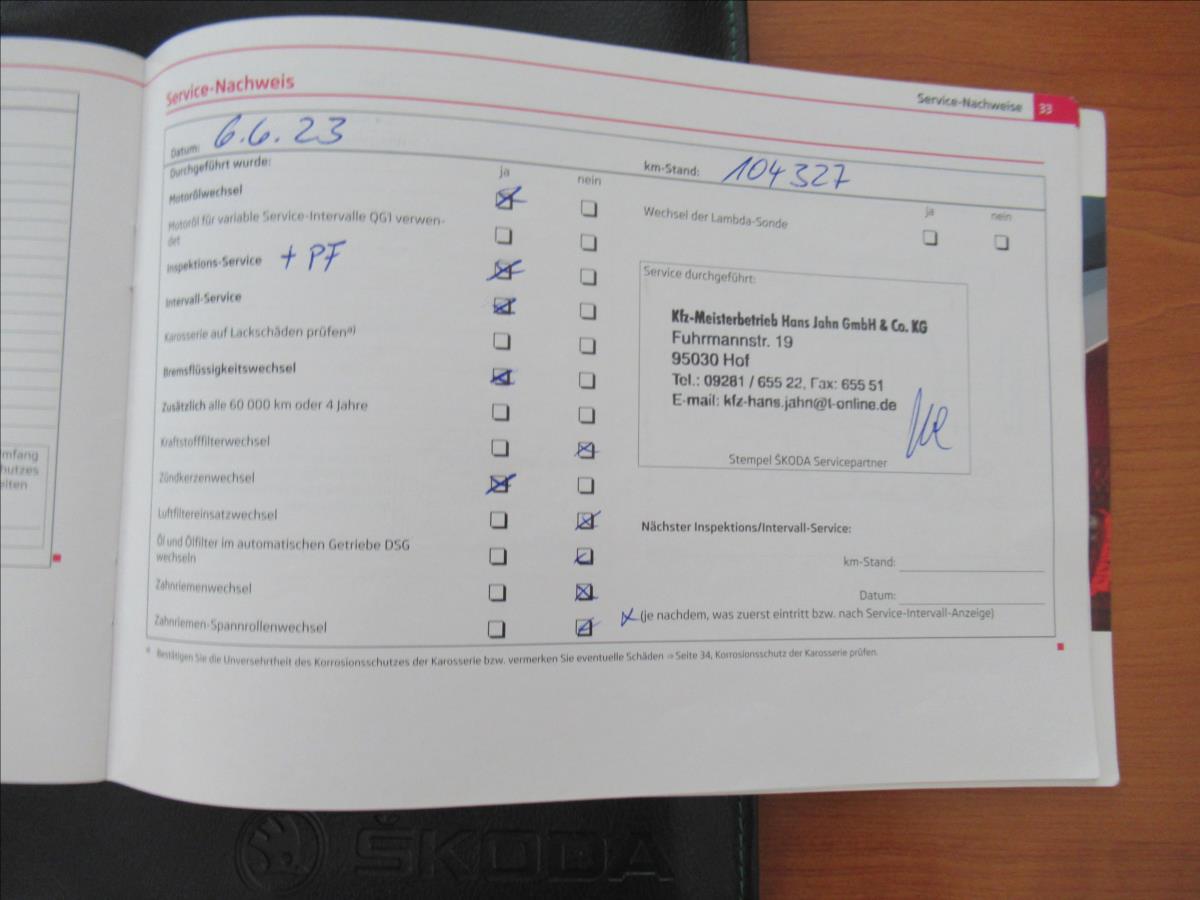 Service-Nachweise 33
Service-Nachweis
Datum: 6.6.23
km-Stand: 104327
Durchgeführt wurde:
ja nein
Motorölwechsel
Motoröl für variable Service-Intervalle QG1 verwen-
det
Inspektions-Service + PF
Intervall-Service
Karosserie auf Lackschäden prüfen a)
Bremsflüssigkeitswechsel
Zusätzlich alle 60 000 km oder 4 Jahre
Kraftstofffilterwechsel
Zündkerzenwechsel
Luftfiltereinsatzwechsel
Öl und Ölfilter im automatischen Getriebe DSG
wechseln
Zahnriemenwechsel
Zahnriemen-Spannrollenwechsel
ja nein
Wechsel der Lambda-Sonde
Service durchgeführt:
Kfz-Meisterbetrieb Hans Jahn GmbH & Co. KG
Fuhrmannstr. 19
95030 Hof
Tel.: 09281 / 655 22, Fax: 655 51
E-mail: kfz-hans.jahn@t-online.de
Stempel ŠKODA Servicepartner
Nächster Inspektions/Intervall-Service:
km-Stand:
Datum:
(je nachdem, was zuerst eintritt bzw. nach Service-Intervall-Anzeige)
a) Bestätigen Sie die Unversehrtheit des Korrosionsschutzes der Karosserie bzw. vermerken Sie eventuelle Schäden ⇒ Seite 34, Korrosionsschutz der Karosserie prüfen.
mfang
hutzes
eiten
ŠKODA